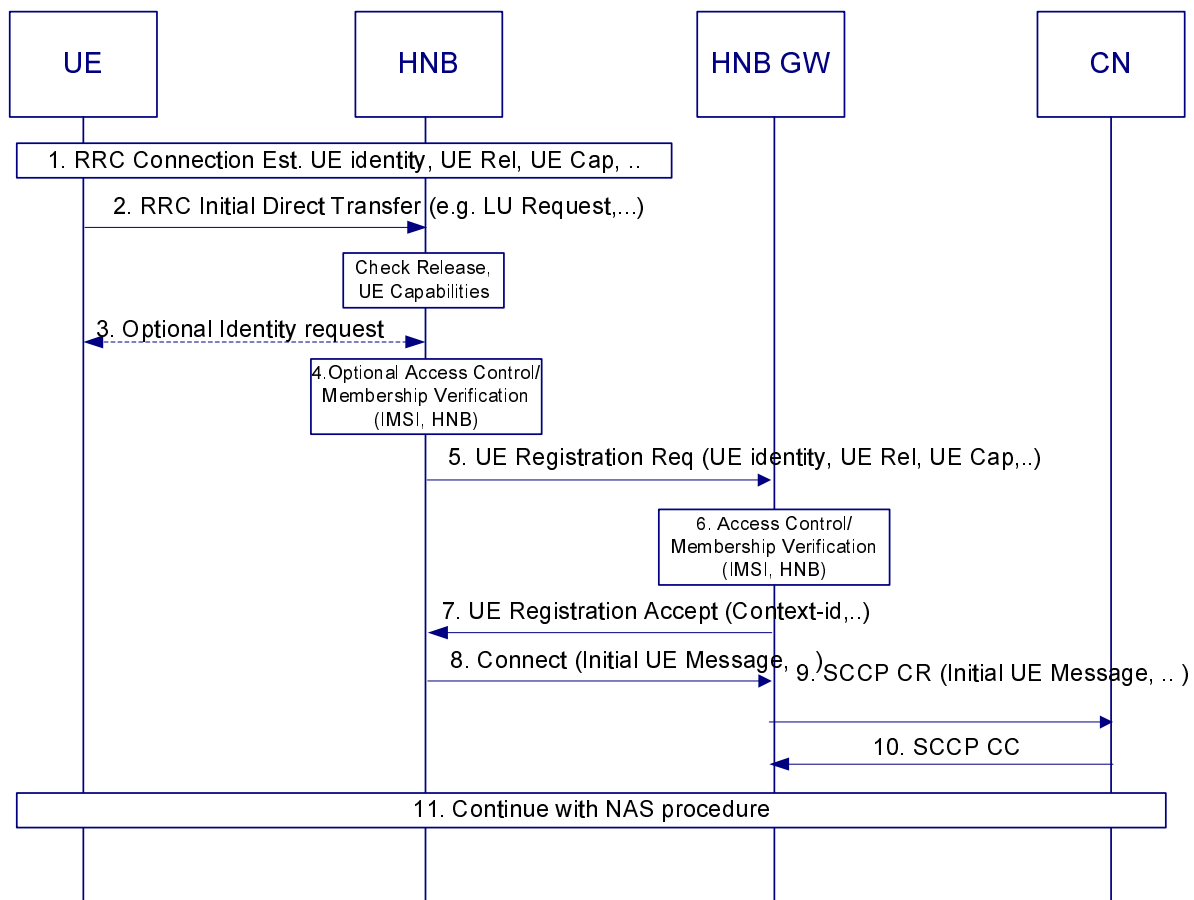 UE
HNB
HNB GW
CN
1. RRC Connection Est. UE identity, UE Rel, UE Cap, ..
2. RRC Initial Direct Transfer (e.g. LU Request,...)
Check Release,
UE Capabilities
3. Optional Identity request
4.Optional Access Control/
Membership Verification
(IMSI, HNB)
5. UE Registration Req (UE identity, UE Rel, UE Cap,..)
6. Access Control/
Membership Verification
(IMSI, HNB)
7. UE Registration Accept (Context-id,..)
8. Connect (Initial UE Message, ..)
9. SCCP CR (Initial UE Message, .. )
10. SCCP CC
11. Continue with NAS procedure